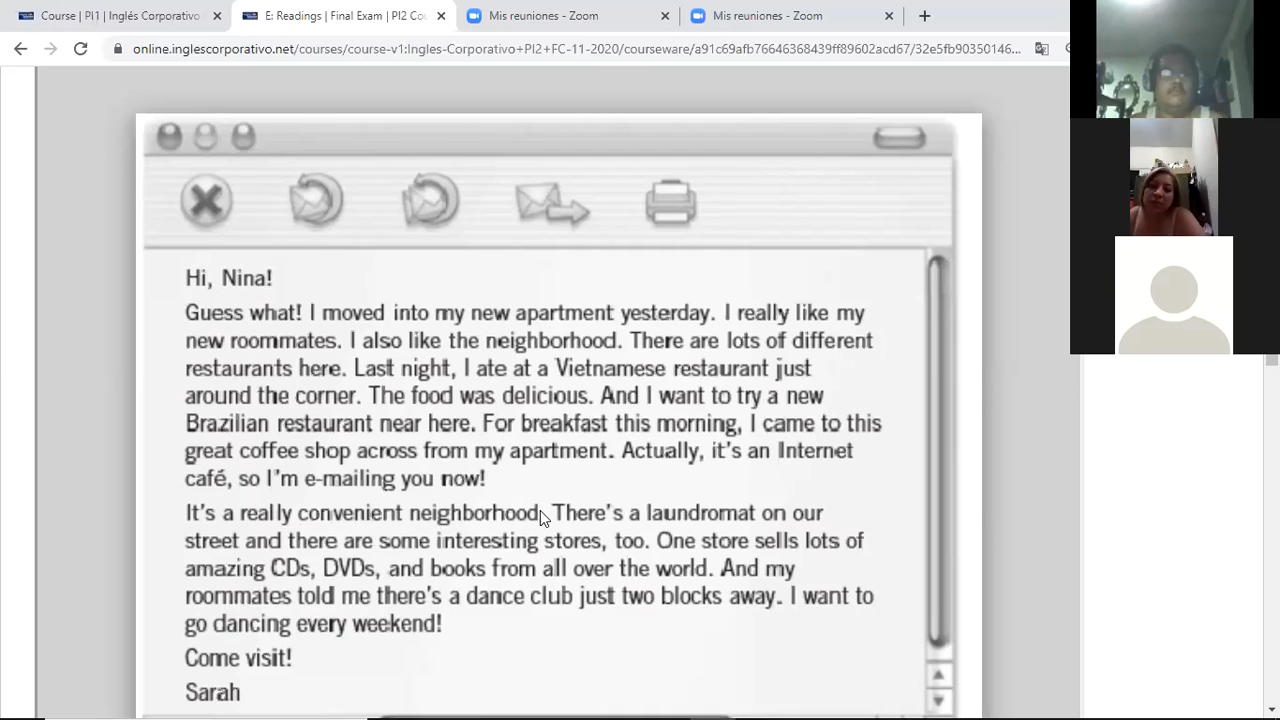 Course | PI1 | Inglés Corporativo
E: Readings | Final Exam | PI2 Cou
Mis reuniones - Zoom
Mis reuniones - Zoom
online.inglescorporativo.net/courses/course-v1:Ingles-Corporativo+PI2+FC-11-2020/courseware/a91c69afb76646368439ff89602acd67/32e5fb90350146...
Hi, Nina!
Guess what! I moved into my new apartment yesterday. I really like my
new roommates. I also like the neighborhood. There are lots of different
restaurants here. Last night, I ate at a Vietnamese restaurant just
around the corner. The food was delicious. And I want to try a new
Brazilian restaurant near here. For breakfast this morning, I came to this
great coffee shop across from my apartment. Actually, it's an Internet
café, so I'm e-mailing you now!
It's a really convenient neighborhood. There's a laundromat on our
street and there are some interesting stores, too. One store sells lots of
amazing CDs, DVDs, and books from all over the world. And my
roommates told me there's a dance club just two blocks away. I want to
go dancing every weekend!
Come visit!
Sarah